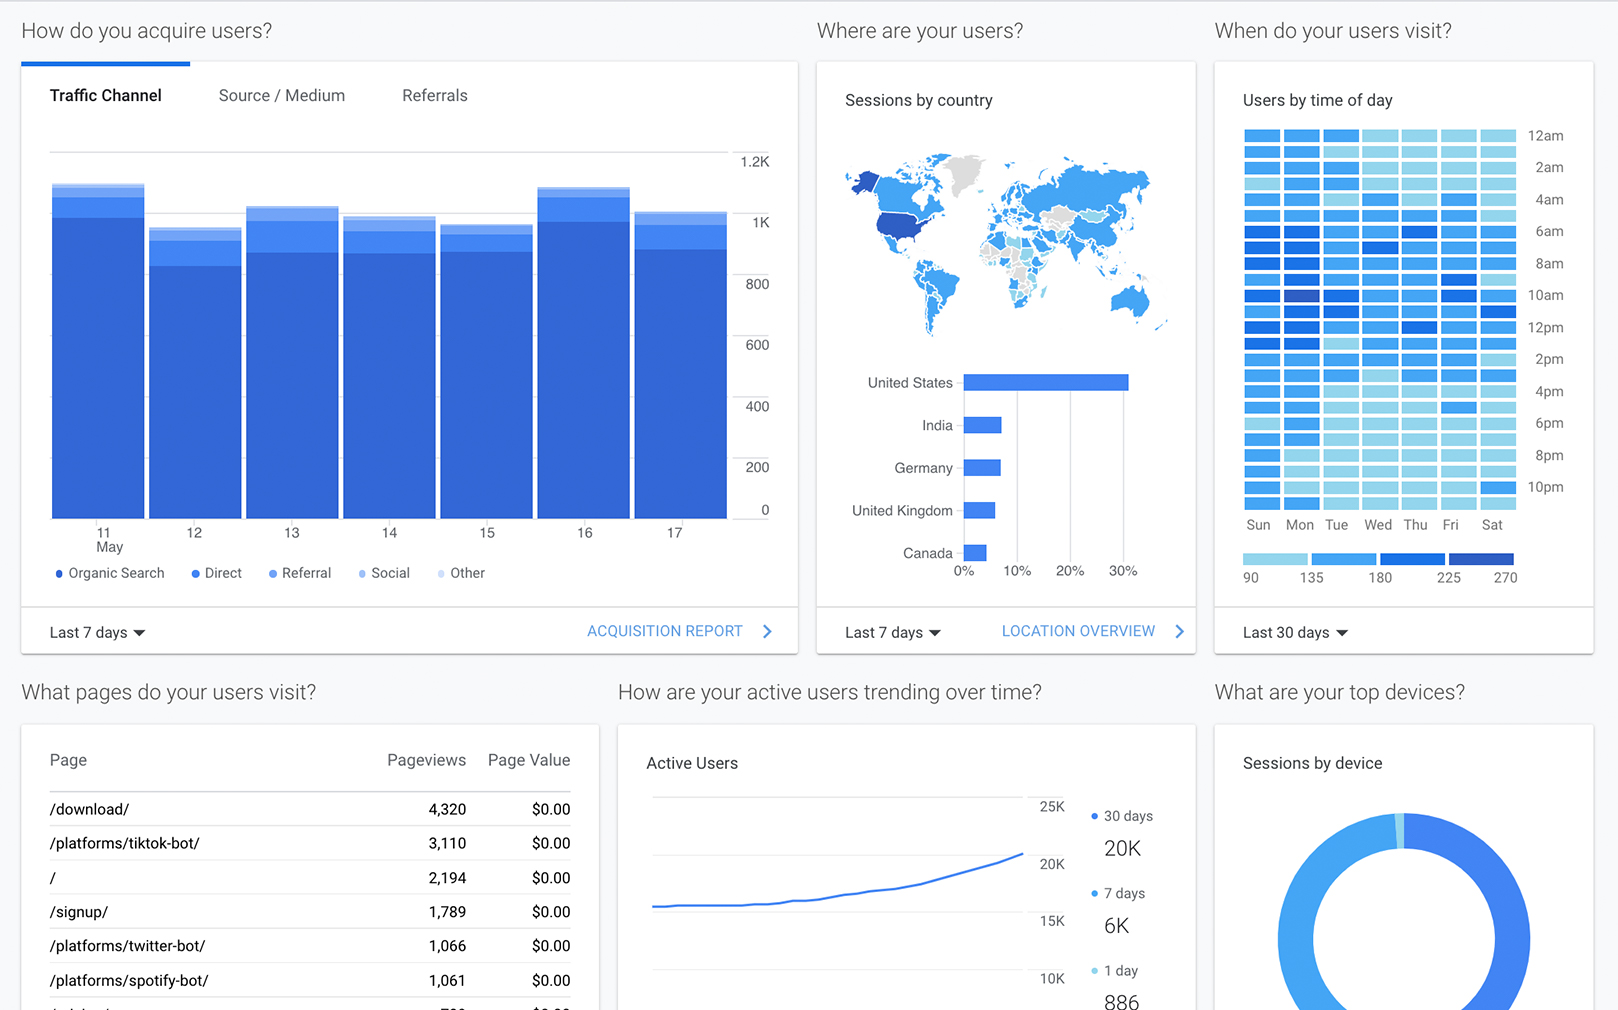 How do you acquire users?
Traffic Channel Source / Medium Referrals
1.2K
1K
800
600
400
200
0
11 12 13 14 15 16 17
May
Organic Search Direct Referral Social Other
Last 7 days ACQUISITION REPORT
Where are your users?
Sessions by country
United States
India
Germany
United Kingdom
Canada
0% 10% 20% 30%
Last 7 days LOCATION OVERVIEW
When do your users visit?
Users by time of day
12am
2am
4am
6am
8am
10am
12pm
2pm
4pm
6pm
8pm
10pm
Sun Mon Tue Wed Thu Fri Sat
90 135 180 225 270
Last 30 days
What pages do your users visit?
Page Pageviews Page Value
/download/ 4,320 $0.00
/platforms/tiktok-bot/ 3,110 $0.00
/ 2,194 $0.00
/signup/ 1,789 $0.00
/platforms/twitter-bot/ 1,066 $0.00
/platforms/spotify-bot/ 1,061 $0.00
How are your active users trending over time?
Active Users
25K
20K
15K
10K
30 days
20K
7 days
6K
1 day
886
What are your top devices?
Sessions by device